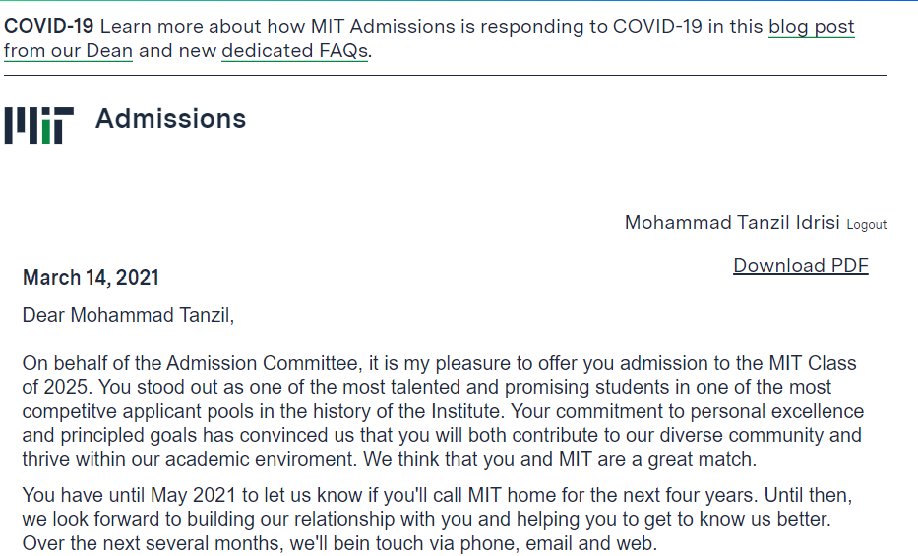 COVID-19 Learn more about how MIT Admissions is responding to COVID-19 in this blog post
from our Dean and new dedicated FAQs.
MIT Admissions
Mohammad Tanzil Idrisi Logout
Download PDF
March 14, 2021
Dear Mohammad Tanzil,
On behalf of the Admission Committee, it is my pleasure to offer you admission to the MIT Class
of 2025. You stood out as one of the most talented and promising students in one of the most
competitve applicant pools in the history of the Institute. Your commitment to personal excellence
and principled goals has convinced us that you will both contribute to our diverse community and
thrive within our academic enviroment. We think that you and MIT are a great match.
You have until May 2021 to let us know if you'll call MIT home for the next four years. Until then,
we look forward to building our relationship with you and helping you to get to know us better.
Over the next several months, we'll bein touch via phone, email and web.